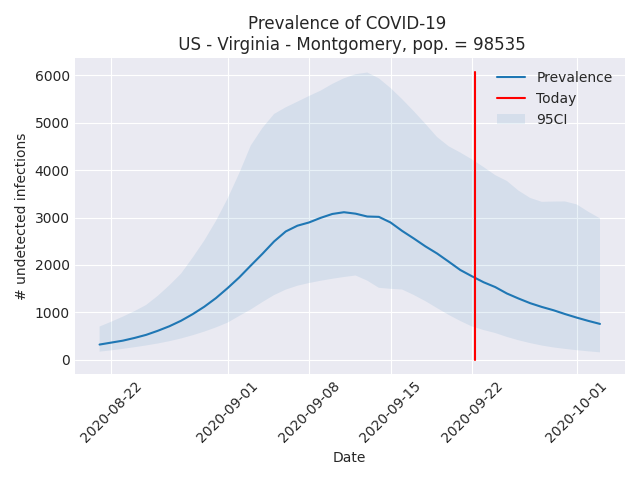 Prevalence of COVID-19
US - Virginia - Montgomery, pop. = 98535
Prevalence
Today
95CI
6000
5000
4000
3000
2000
1000
0
# undetected infections
2020-08-22
2020-09-01
2020-09-08
2020-09-15
2020-09-22
2020-10-01
Date